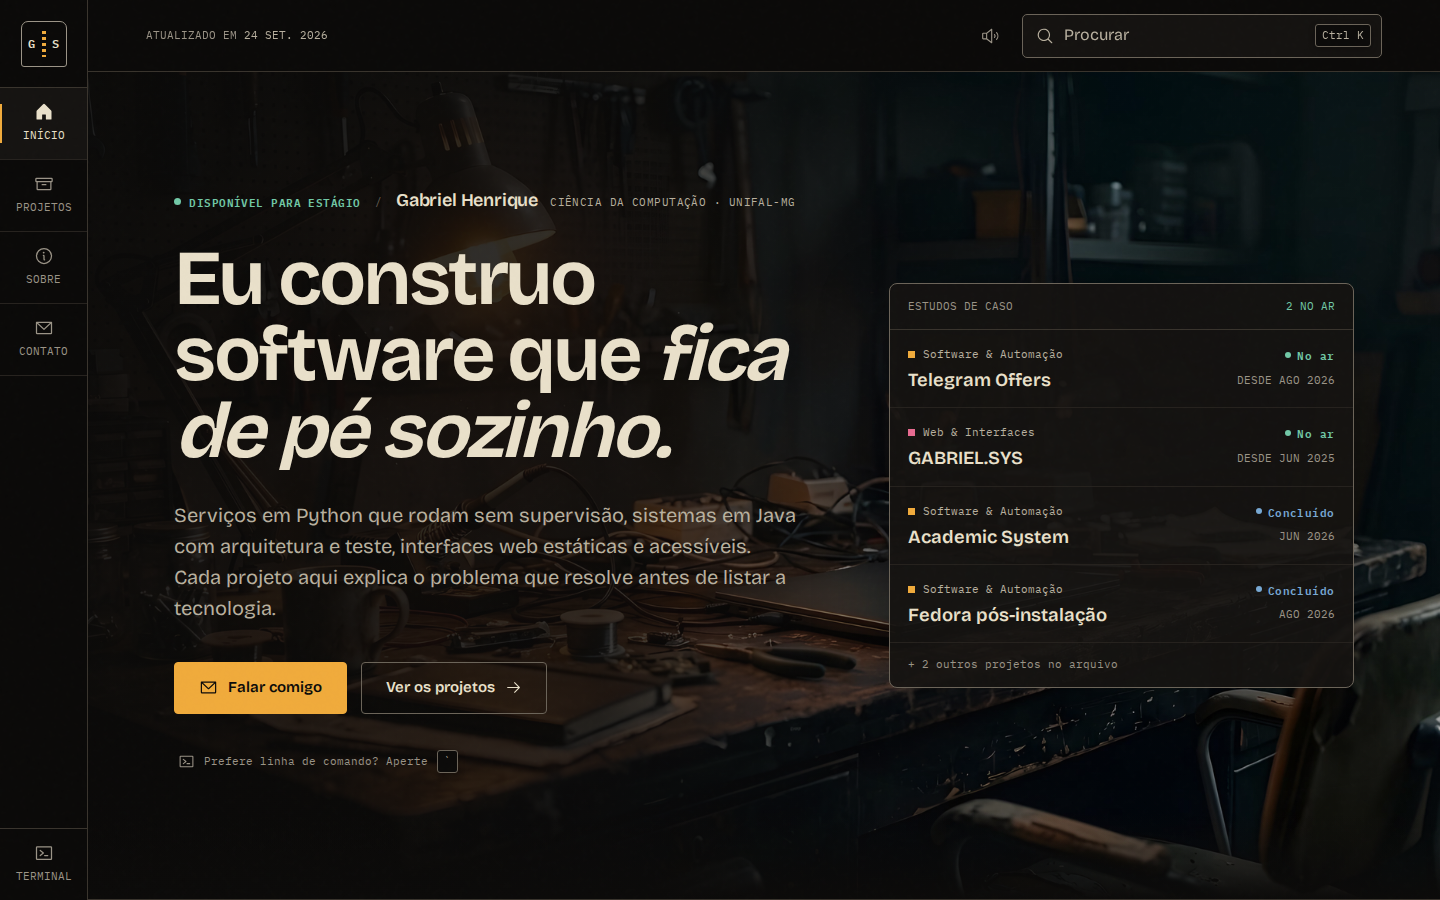 G S
ATUALIZADO EM 24 SET. 2026
Procurar
Ctrl K
INÍCIO
PROJETOS
SOBRE
CONTATO
TERMINAL
DISPONÍVEL PARA ESTÁGIO / Gabriel Henrique CIÊNCIA DA COMPUTAÇÃO · UNIFAL-MG
Eu construo
software que fica
de pé sozinho.
Serviços em Python que rodam sem supervisão, sistemas em Java
com arquitetura e teste, interfaces web estáticas e acessíveis.
Cada projeto aqui explica o problema que resolve antes de listar a
tecnologia.
Falar comigo
Ver os projetos →
Prefere linha de comando? Aperte
ESTUDOS DE CASO 2 NO AR
Software & Automação No ar
Telegram Offers DESDE AGO 2026
Web & Interfaces No ar
GABRIEL.SYS DESDE JUN 2025
Software & Automação Concluído
Academic System JUN 2026
Software & Automação Concluído
Fedora pós-instalação AGO 2026
+ 2 outros projetos no arquivo